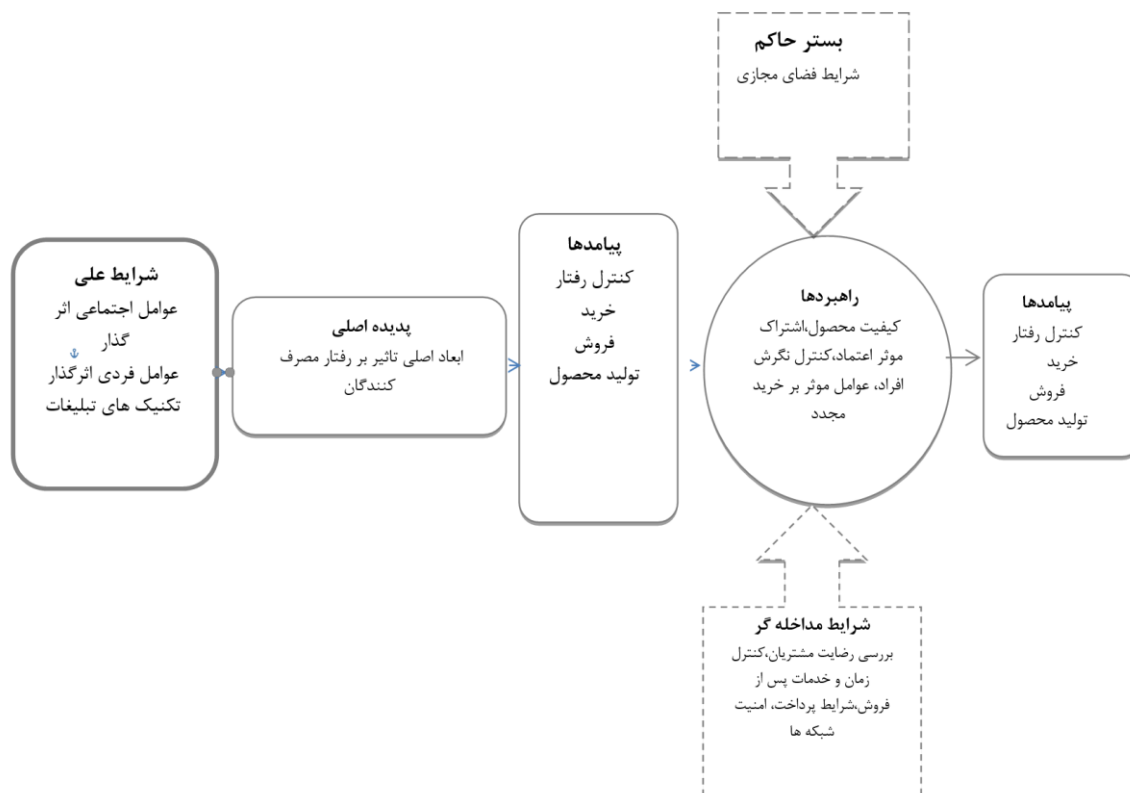 بستر حاکم
شرایط فضای مجازی
شرایط علی
عوامل اجتماعی اثر
گذار
عوامل فردی اثرگذار
تکنیک های تبلیغات
پدیده اصلی
ابعاد اصلی تاثیر بر رفتار مصرف
کنندگان
پیامدها
کنترل رفتار
خرید
فروش
تولید محصول
راهبردها
کیفیت محصول،اشتراک
موثر اعتماد،کنترل نگرش
افراد، عوامل موثر بر خرید
مجدد
پیامدها
کنترل رفتار
خرید
فروش
تولید محصول
شرایط مداخله گر
بررسی رضایت مشتریان،کنترل
زمان و خدمات پس از
فروش،شرایط پرداخت، امنیت
شبکه ها